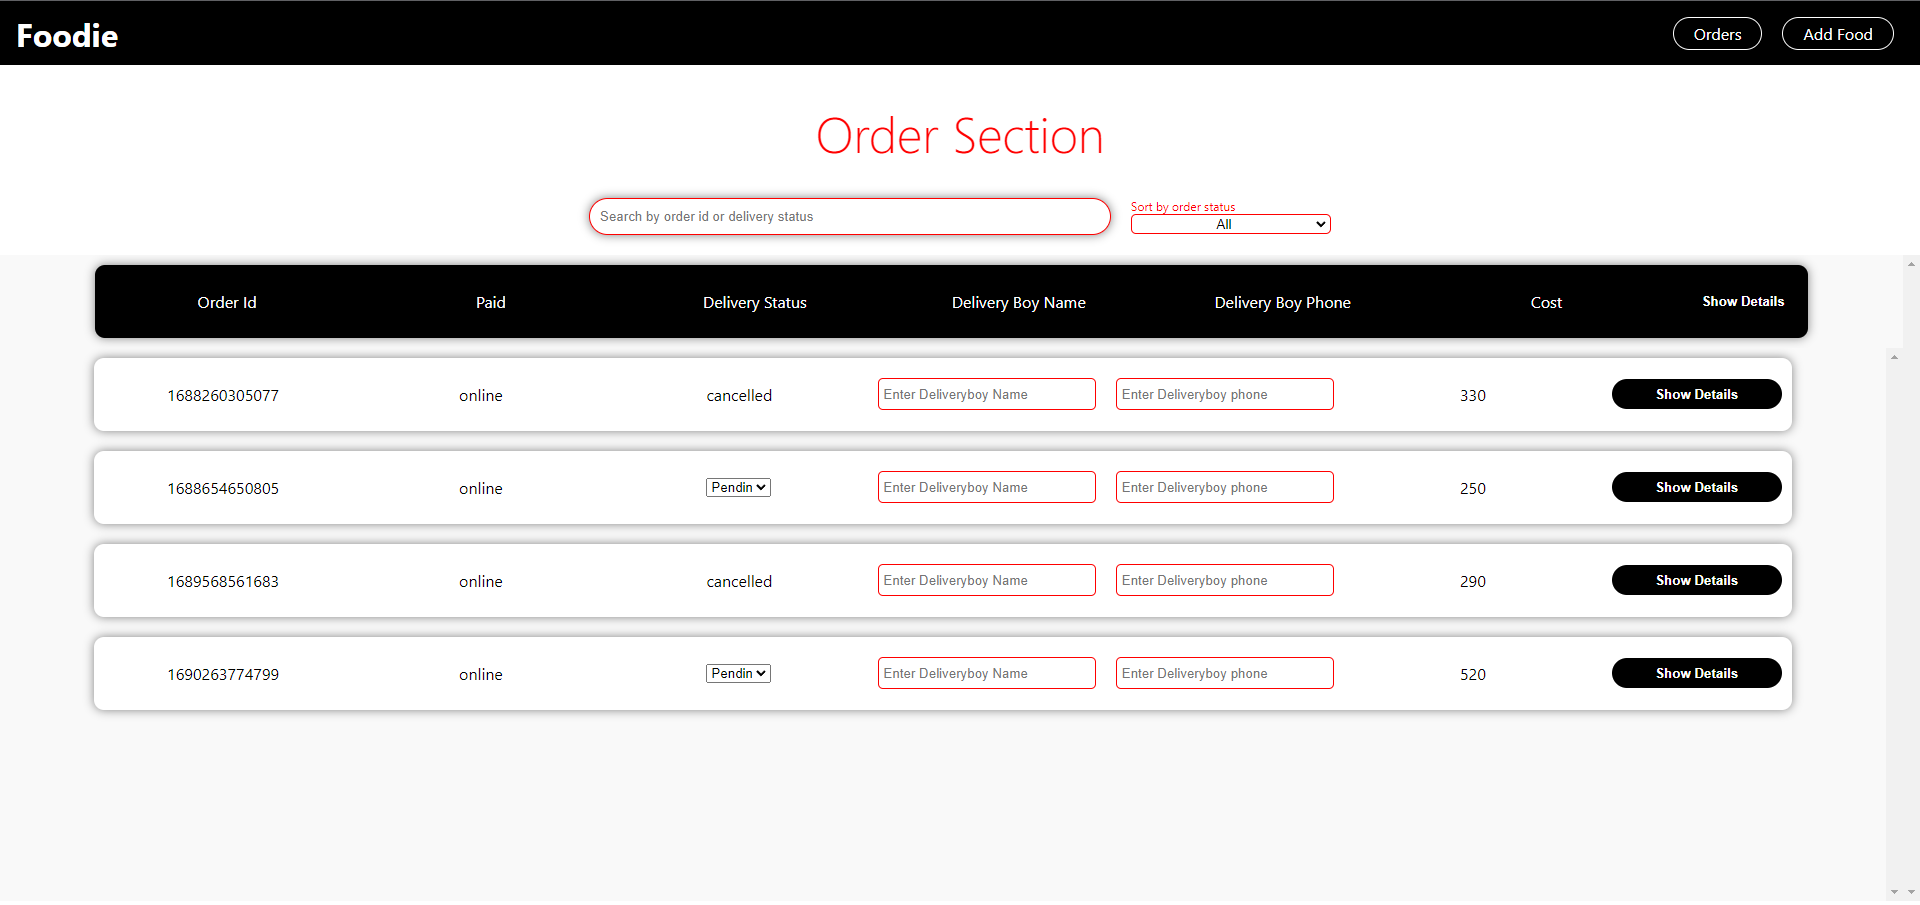 Foodie Orders Add Food
Order Section
Search by order id or delivery status
Sort by order status
All
Order Id Paid Delivery Status Delivery Boy Name Delivery Boy Phone Cost Show Details
1688260305077 online cancelled Enter Deliveryboy Name Enter Deliveryboy phone 330 Show Details
1688654650805 online Pendin Enter Deliveryboy Name Enter Deliveryboy phone 250 Show Details
1689568561683 online cancelled Enter Deliveryboy Name Enter Deliveryboy phone 290 Show Details
1690263774799 online Pendin Enter Deliveryboy Name Enter Deliveryboy phone 520 Show Details